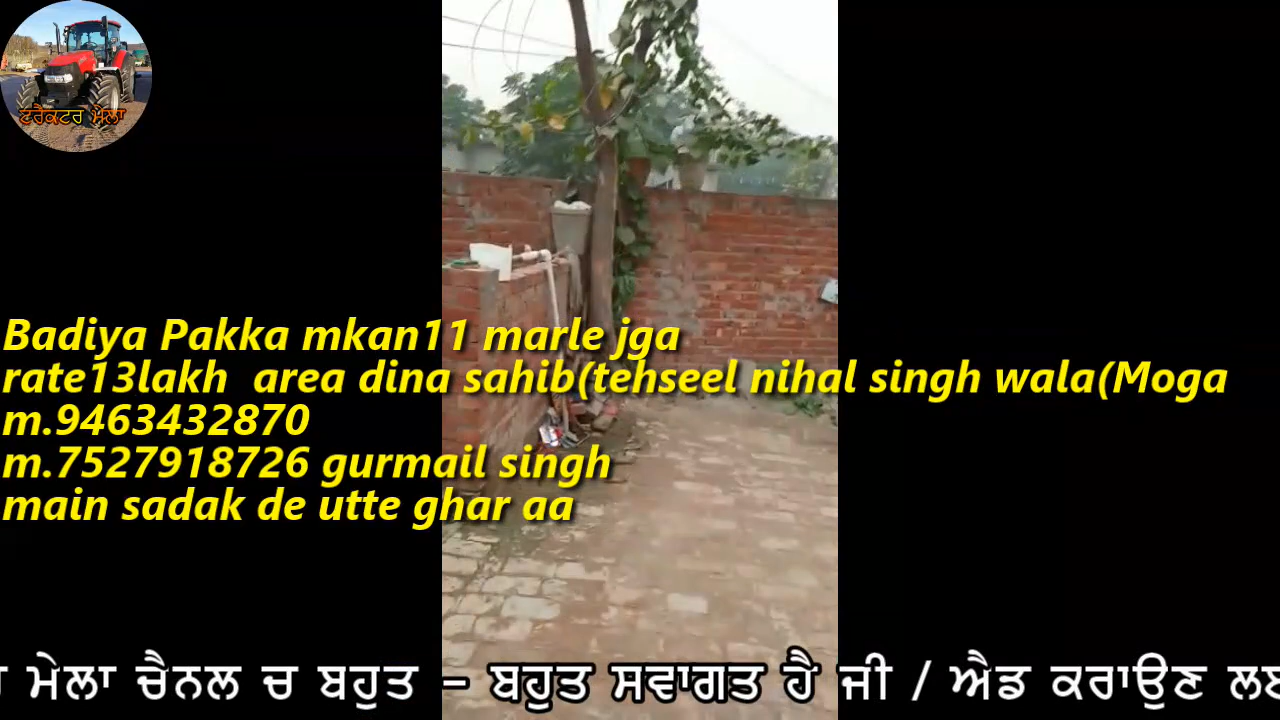 ਟਰੈਕਟਰ ਮੇਲਾ
Badiya Pakka mkan11 marle jga
rate13lakh area dina sahib(tehseel nihal singh wala(Moga
m.9463432870
m.7527918726 gurmail singh
main sadak de utte ghar aa
ਮੇਲਾ ਚੈਨਲ ਚ ਬਹੁਤ – ਬਹੁਤ ਸਵਾਗਤ ਹੈ ਜੀ / ਐਡ ਕਰਾਉਣ